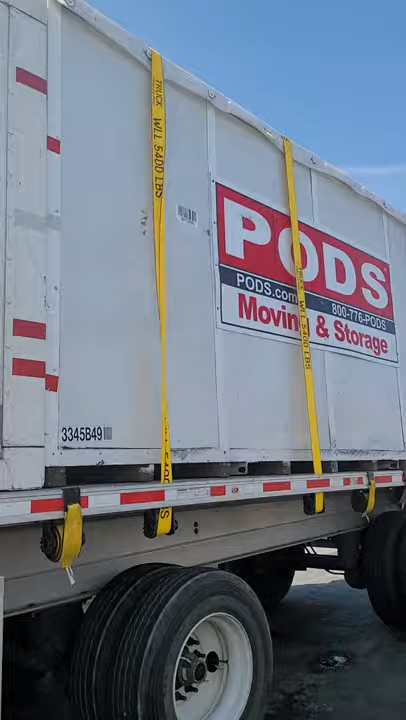 TRUCK WLL 5400 LBS
PODS
PODS.com
800-776-PODS
Moving & Storage
WLL 5400 LBS
3345B49